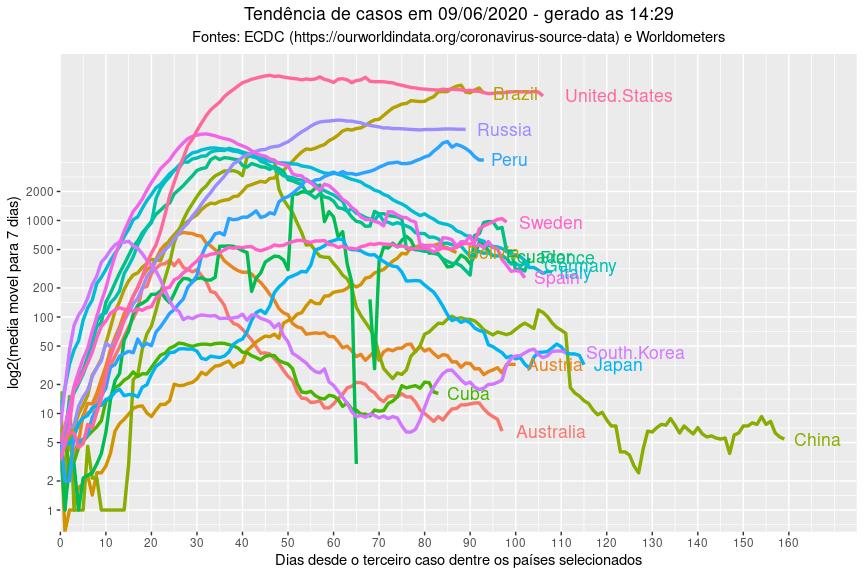 Tendência de casos em 09/06/2020 - gerado as 14:29
Fontes: ECDC (https://ourworldindata.org/coronavirus-source-data) e Worldometers
log2(media movel para 7 dias)
2000
1000
500
200
100
50
20
10
5
2
1
Brazil
United.States
Russia
Peru
Sweden
Ecuador
France
Germany
Italy
Spain
South.Korea
Austria
Japan
Cuba
Australia
China
0 10 20 30 40 50 60 70 80 90 100 110 120 130 140 150 160
Dias desde o terceiro caso dentre os países selecionados